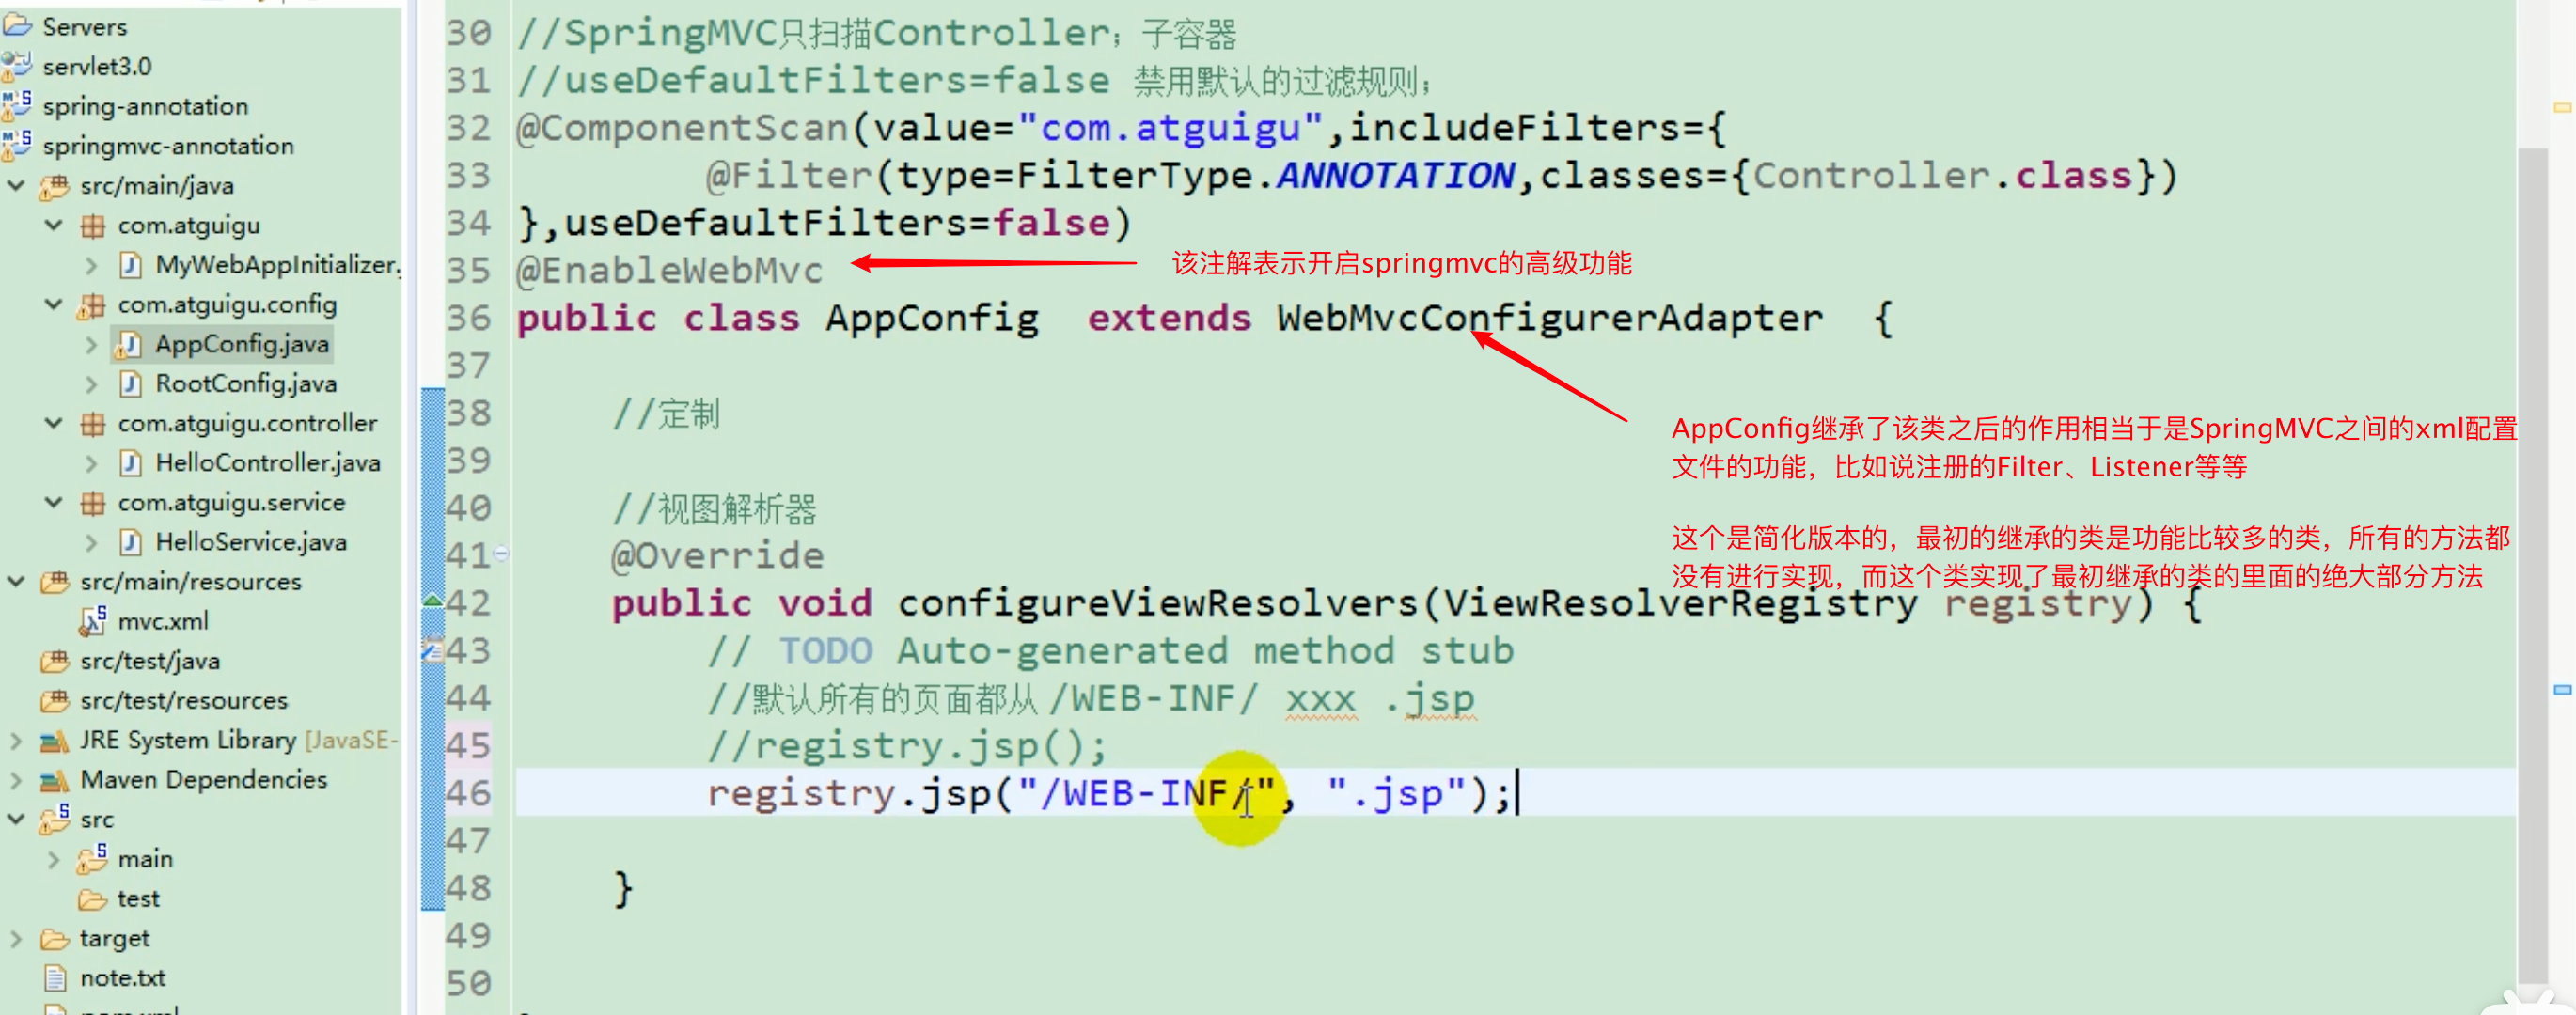 Servers
servlet3.0
spring-annotation
springmvc-annotation
src/main/java
com.atguigu
MyWebAppInitializer.
com.atguigu.config
AppConfig.java
RootConfig.java
com.atguigu.controller
HelloController.java
com.atguigu.service
HelloService.java
src/main/resources
mvc.xml
src/test/java
src/test/resources
JRE System Library [JavaSE-
Maven Dependencies
src
main
test
target
note.txt
30 //SpringMVC只扫描Controller；子容器
31 //useDefaultFilters=false 禁用默认的过滤规则；
32 @ComponentScan(value="com.atguigu",includeFilters={
33 @Filter(type=FilterType.ANNOTATION,classes={Controller.class})
34 },useDefaultFilters=false)
35 @EnableWebMvc
该注解表示开启springmvc的高级功能
36 public class AppConfig extends WebMvcConfigurerAdapter {
37
38 //定制
39
40 //视图解析器
41 @Override
42 public void configureViewResolvers(ViewResolverRegistry registry) {
43 // TODO Auto-generated method stub
44 //默认所有的页面都从 /WEB-INF/ xxx .jsp
45 //registry.jsp();
46 registry.jsp("/WEB-INF/", ".jsp");
47
48 }
49
50
AppConfig继承了该类之后的作用相当于是SpringMVC之间的xml配置
文件的功能，比如说注册的Filter、Listener等等
这个是简化版本的，最初的继承的类是功能比较多的类，所有的方法都
没有进行实现，而这个类实现了最初继承的类的里面的绝大部分方法